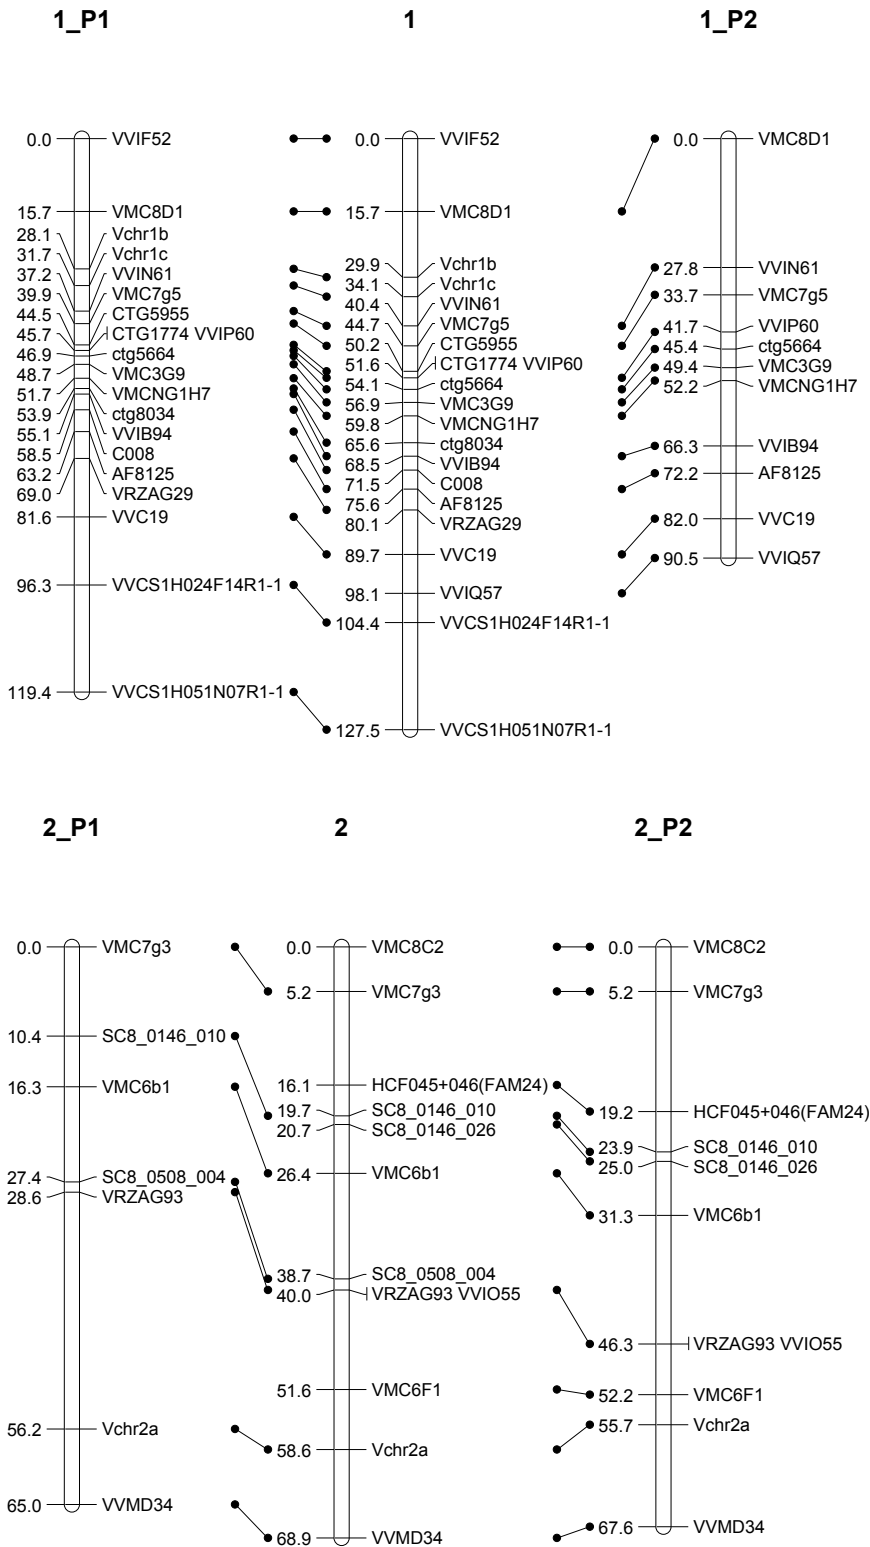 1_P1
0.0 VVIF52
15.7 VMC8D1
28.1 Vchr1b
31.7 Vchr1c
37.2 VVIN61
39.9 VMC7g5
44.5 CTG5955
45.7 CTG1774 VVIP60
46.9 ctg5664
48.7 VMC3G9
51.7 VMCNG1H7
53.9 ctg8034
55.1 VVIB94
58.5 C008
63.2 AF8125
69.0 VRZAG29
81.6 VVC19
96.3 VVCS1H024F14R1-1
119.4 VVCS1H051N07R1-1
1
0.0 VVIF52
15.7 VMC8D1
29.9 Vchr1b
34.1 Vchr1c
40.4 VVIN61
44.7 VMC7g5
50.2 CTG5955
51.6 CTG1774 VVIP60
54.1 ctg5664
56.9 VMC3G9
59.8 VMCNG1H7
65.6 ctg8034
68.5 VVIB94
71.5 C008
75.6 AF8125
80.1 VRZAG29
89.7 VVC19
98.1 VVIQ57
104.4 VVCS1H024F14R1-1
127.5 VVCS1H051N07R1-1
1_P2
0.0 VMC8D1
27.8 VVIN61
33.7 VMC7g5
41.7 VVIP60
45.4 ctg5664
49.4 VMC3G9
52.2 VMCNG1H7
66.3 VVIB94
72.2 AF8125
82.0 VVC19
90.5 VVIQ57
2_P1
0.0 VMC7g3
10.4 SC8_0146_010
16.3 VMC6b1
27.4 SC8_0508_004
28.6 VRZAG93
56.2 Vchr2a
65.0 VVMD34
2
0.0 VMC8C2
5.2 VMC7g3
16.1 HCF045+046(FAM24)
19.7 SC8_0146_010
20.7 SC8_0146_026
26.4 VMC6b1
38.7 SC8_0508_004
40.0 VRZAG93 VVIO55
51.6 VMC6F1
58.6 Vchr2a
68.9 VVMD34
2_P2
0.0 VMC8C2
5.2 VMC7g3
19.2 HCF045+046(FAM24)
23.9 SC8_0146_010
25.0 SC8_0146_026
31.3 VMC6b1
46.3 VRZAG93 VVIO55
52.2 VMC6F1
55.7 Vchr2a
67.6 VVMD34